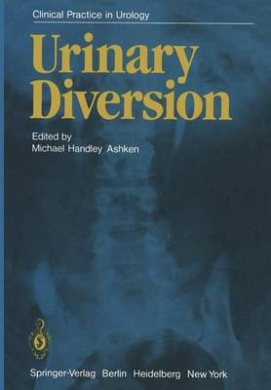 Clinical Practice in Urology
Urinary
Diversion
Edited by
Michael Handley Ashken
Springer-Verlag Berlin Heidelberg New York